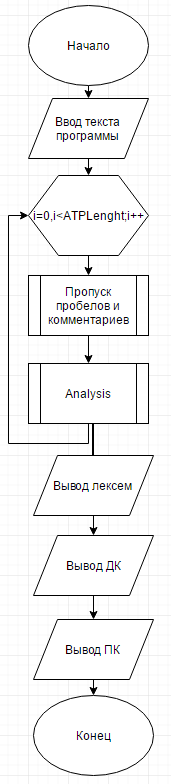 Начало
Ввод текста
программы
i=0,i<ATPLenght;i++
Пропуск
пробелов и
комментариев
Analysis
Вывод лексем
Вывод ДК
Вывод ПК
Конец